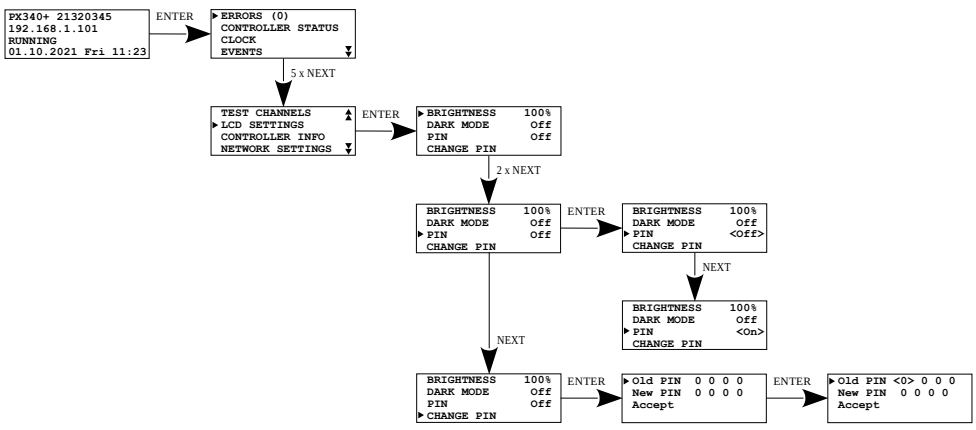 PX340+ 21320345
192.168.1.101
RUNNING
01.10.2021 Fri 11:23
ENTER
ERRORS (0)
CONTROLLER STATUS
CLOCK
EVENTS
5 x NEXT
TEST CHANNELS
LCD SETTINGS
CONTROLLER INFO
NETWORK SETTINGS
ENTER
BRIGHTNESS 100%
DARK MODE Off
PIN Off
CHANGE PIN
2 x NEXT
BRIGHTNESS 100%
DARK MODE Off
PIN Off
CHANGE PIN
ENTER
BRIGHTNESS 100%
DARK MODE Off
PIN <Off>
CHANGE PIN
NEXT
BRIGHTNESS 100%
DARK MODE Off
PIN <On>
CHANGE PIN
NEXT
BRIGHTNESS 100%
DARK MODE Off
PIN Off
CHANGE PIN
ENTER
Old PIN 0 0 0 0
New PIN 0 0 0 0
Accept
ENTER
Old PIN <0> 0 0 0
New PIN 0 0 0 0
Accept